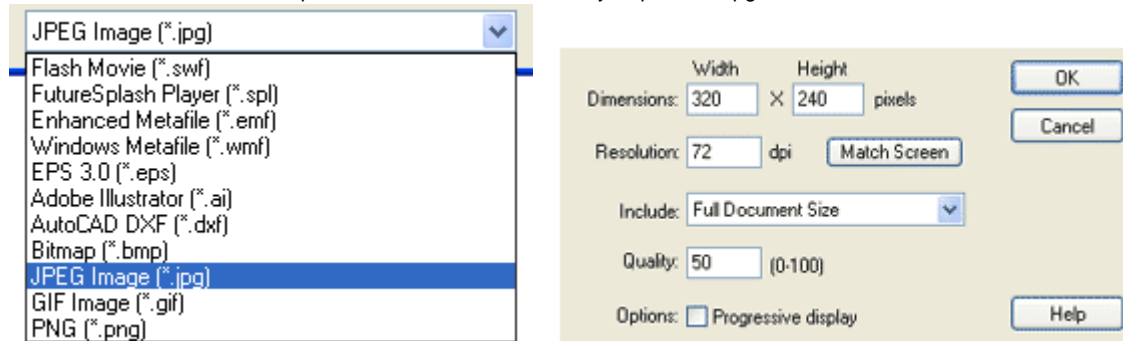 JPEG Image (*.jpg)
Flash Movie (*.swf)
FutureSplash Player (*.spl)
Enhanced Metafile (*.emf)
Windows Metafile (*.wmf)
EPS 3.0 (*.eps)
Adobe Illustrator (*.ai)
AutoCAD DXF (*.dxf)
Bitmap (*.bmp)
JPEG Image (*.jpg)
GIF Image (*.gif)
PNG (*.png)
Width Height
Dimensions: 320 X 240 pixels
OK
Cancel
Resolution: 72 dpi Match Screen
Include: Full Document Size
Quality: 50 (0-100)
Options: Progressive display
Help